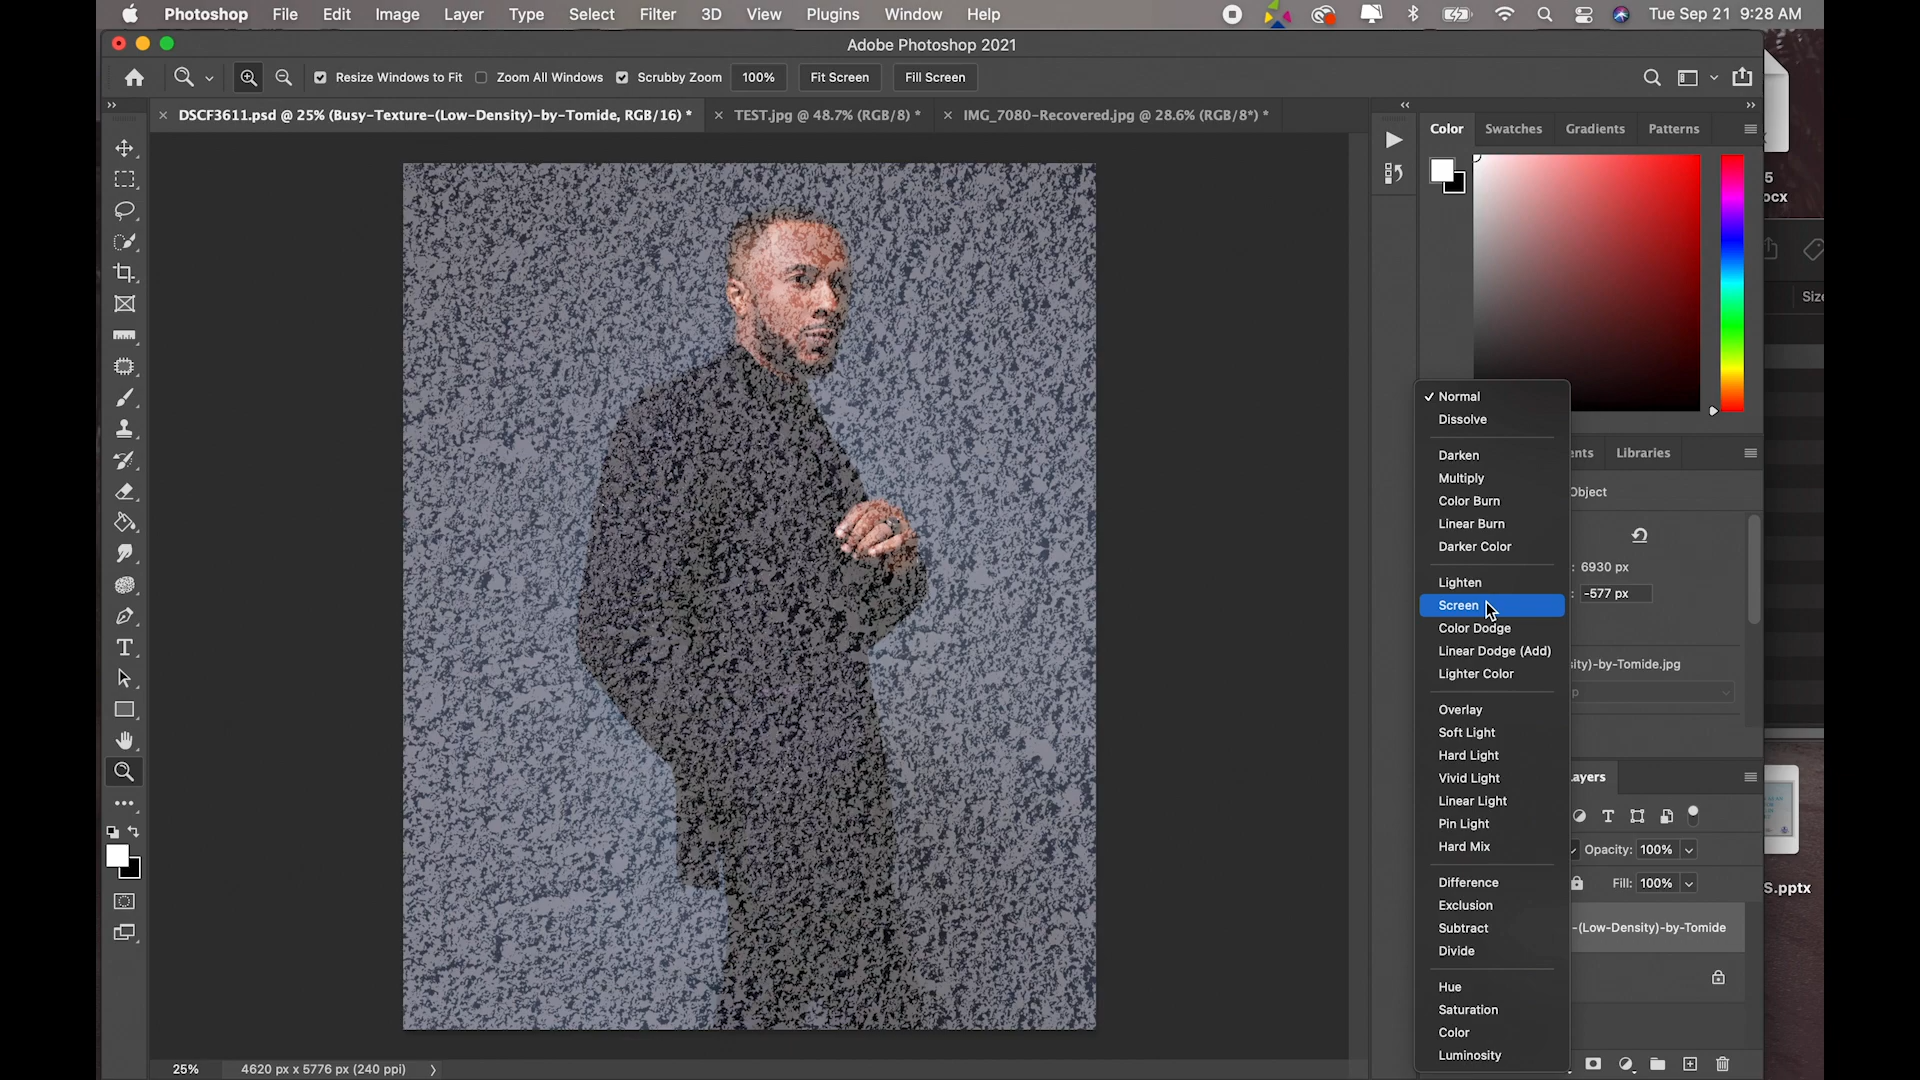 Photoshop File Edit Image Layer Type Select Filter 3D View Plugins Window Help Tue Sep 21 9:28 AM
Adobe Photoshop 2021
Resize Windows to Fit Zoom All Windows Scrubby Zoom 100% Fit Screen Fill Screen
DSCF3611.psd @ 25% (Busy-Texture-(Low-Density)-by-Tomide, RGB/16) * TEST.jpg @ 48.7% (RGB/8) * IMG_7080-Recovered.jpg @ 28.6% (RGB/8*) *
Color Swatches Gradients Patterns
5
ocx
Size
Normal
Dissolve
Darken
Multiply
Color Burn
Linear Burn
Darker Color
Lighten
Screen
Color Dodge
Linear Dodge (Add)
Lighter Color
Overlay
Soft Light
Hard Light
Vivid Light
Linear Light
Pin Light
Hard Mix
Difference
Exclusion
Subtract
Divide
Hue
Saturation
Color
Luminosity
ents Libraries
Object
: 6930 px
: -577 px
ity)-by-Tomide.jpg
p
ayers
T
Opacity: 100%
Fill: 100%
S.pptx
-(Low-Density)-by-Tomide
25% 4620 px x 5776 px (240 ppi)